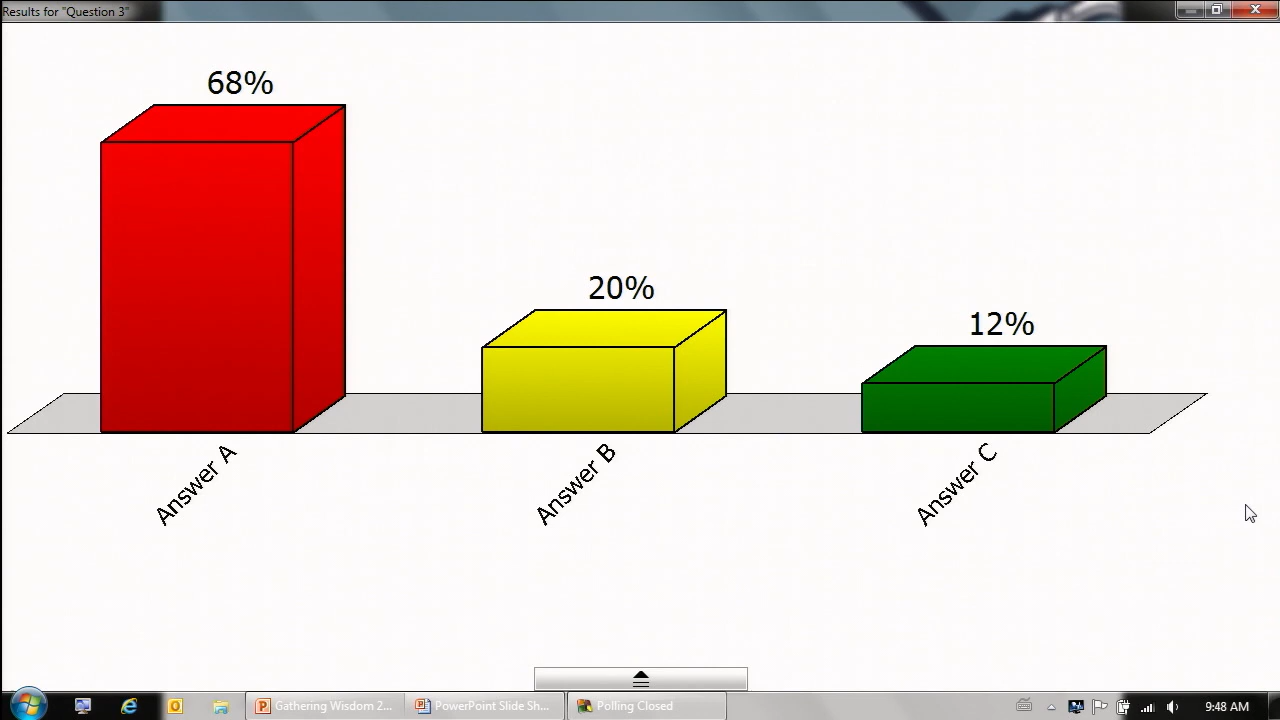 Results for "Question 3"
68%
20%
12%
Answer A
Answer B
Answer C
Gathering Wisdom 2...
PowerPoint Slide Sh...
Polling Closed
9:48 AM